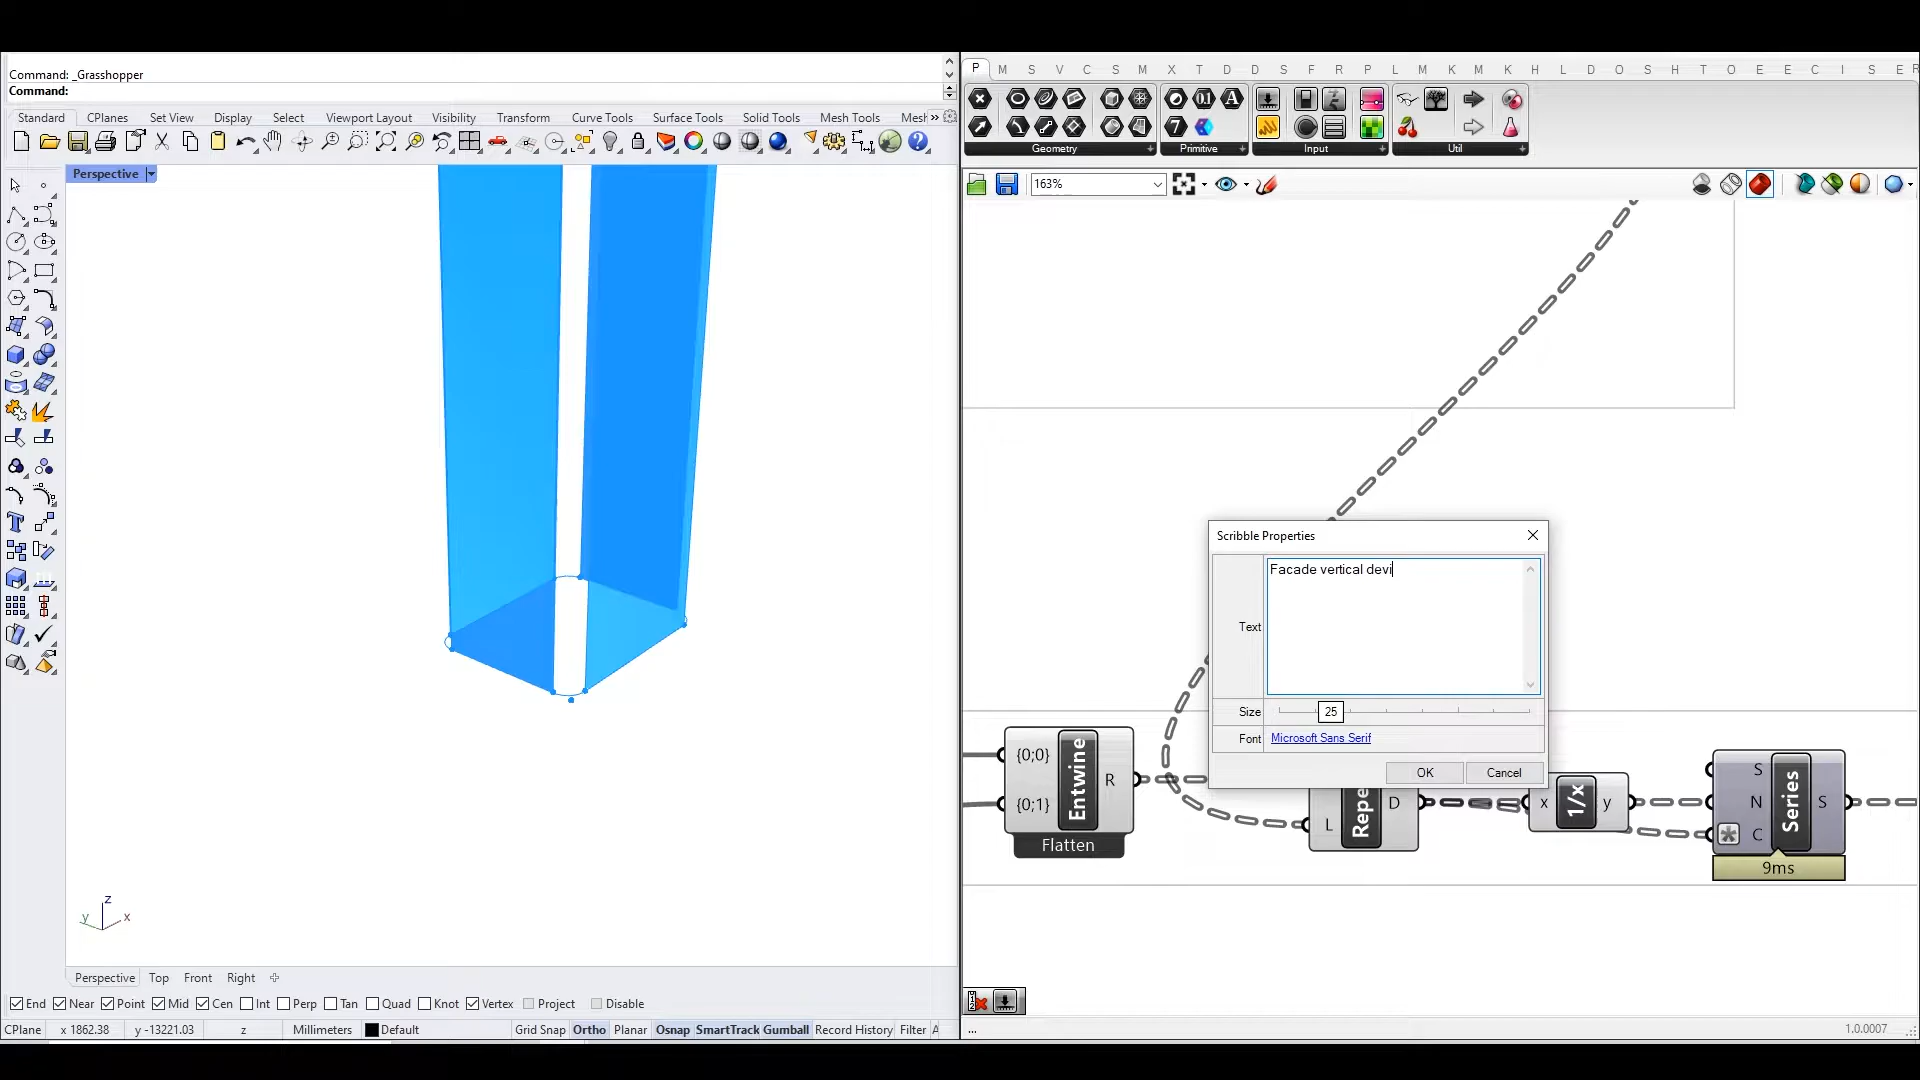 Command: _Grasshopper
Command:
Standard CPlanes Set View Display Select Viewport Layout Visibility Transform Curve Tools Surface Tools Solid Tools Mesh Tools Mesh »
Perspective
z
y x
Perspective Top Front Right
End Near Point Mid Cen Int Perp Tan Quad Knot Vertex Project Disable
CPlane x 1862.38 y -13221.03 z Millimeters Default Grid Snap Ortho Planar Osnap SmartTrack Gumball Record History Filter A
P M S V C S M X T D D S F R P L M K M K H L D O S H T O E E C I S E R
Geometry Primitive Input Util
163%
Scribble Properties
Facade vertical devi
Text
Size 25
Font Microsoft Sans Serif
OK Cancel
{0;0}
{0;1}
Entwine
R
Flatten
L
Repe
D
x
1/x
y
S
N
C
Series
S
9ms
...
1.0.0007